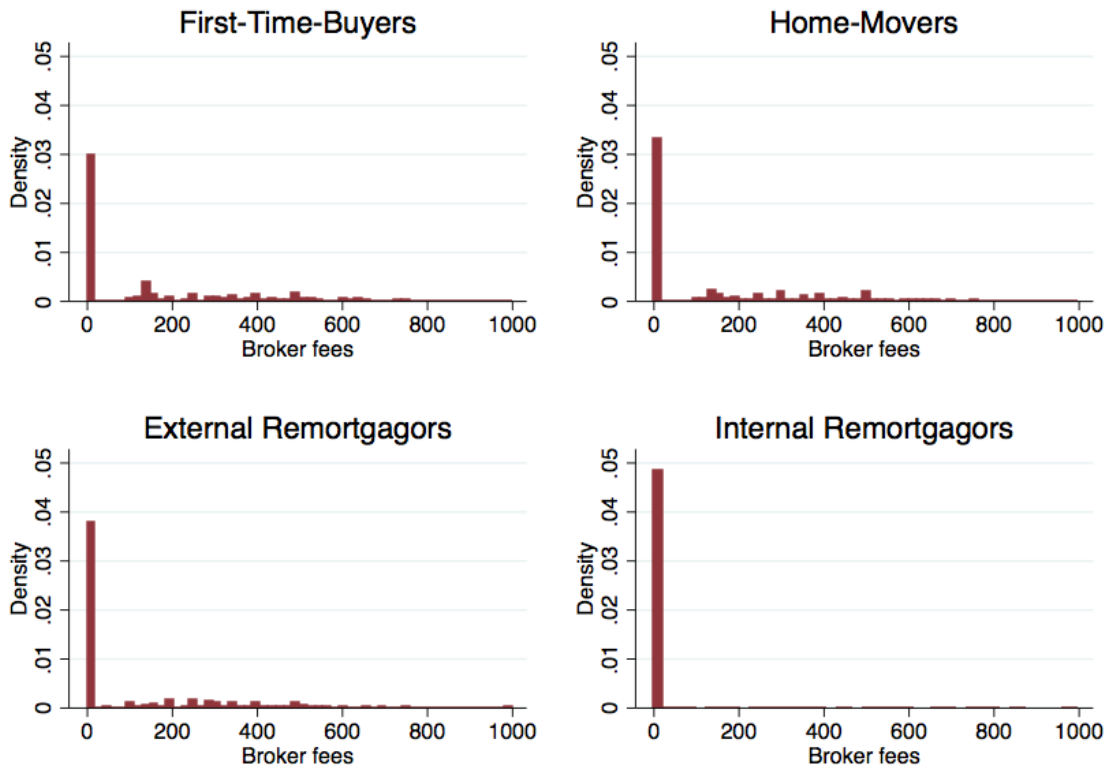 First-Time-Buyers
Density
.05
.04
.03
.02
.01
0
0 200 400 600 800 1000
Broker fees
Home-Movers
Density
.05
.04
.03
.02
.01
0
0 200 400 600 800 1000
Broker fees
External Remortgagors
Density
.05
.04
.03
.02
.01
0
0 200 400 600 800 1000
Broker fees
Internal Remortgagors
Density
.05
.04
.03
.02
.01
0
0 200 400 600 800 1000
Broker fees